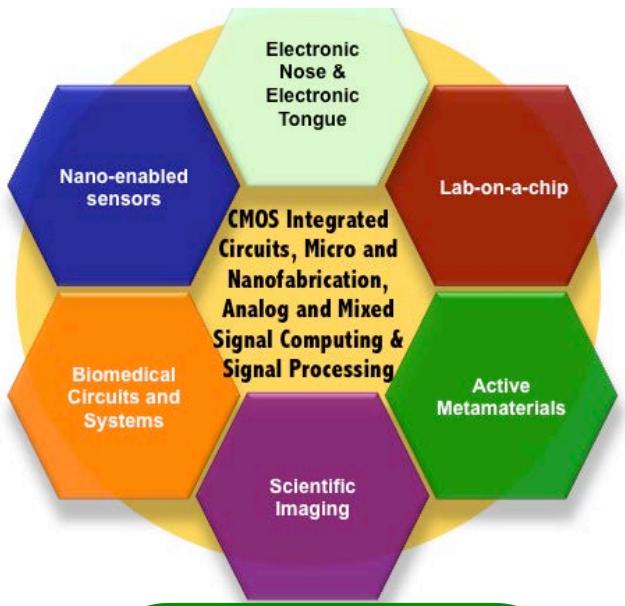 Electronic
Nose &
Electronic
Tongue
Nano-enabled
sensors
Lab-on-a-chip
CMOS Integrated
Circuits, Micro and
Nanofabrication,
Analog and Mixed
Signal Computing &
Signal Processing
Biomedical
Circuits and
Systems
Active
Metamaterials
Scientific
Imaging